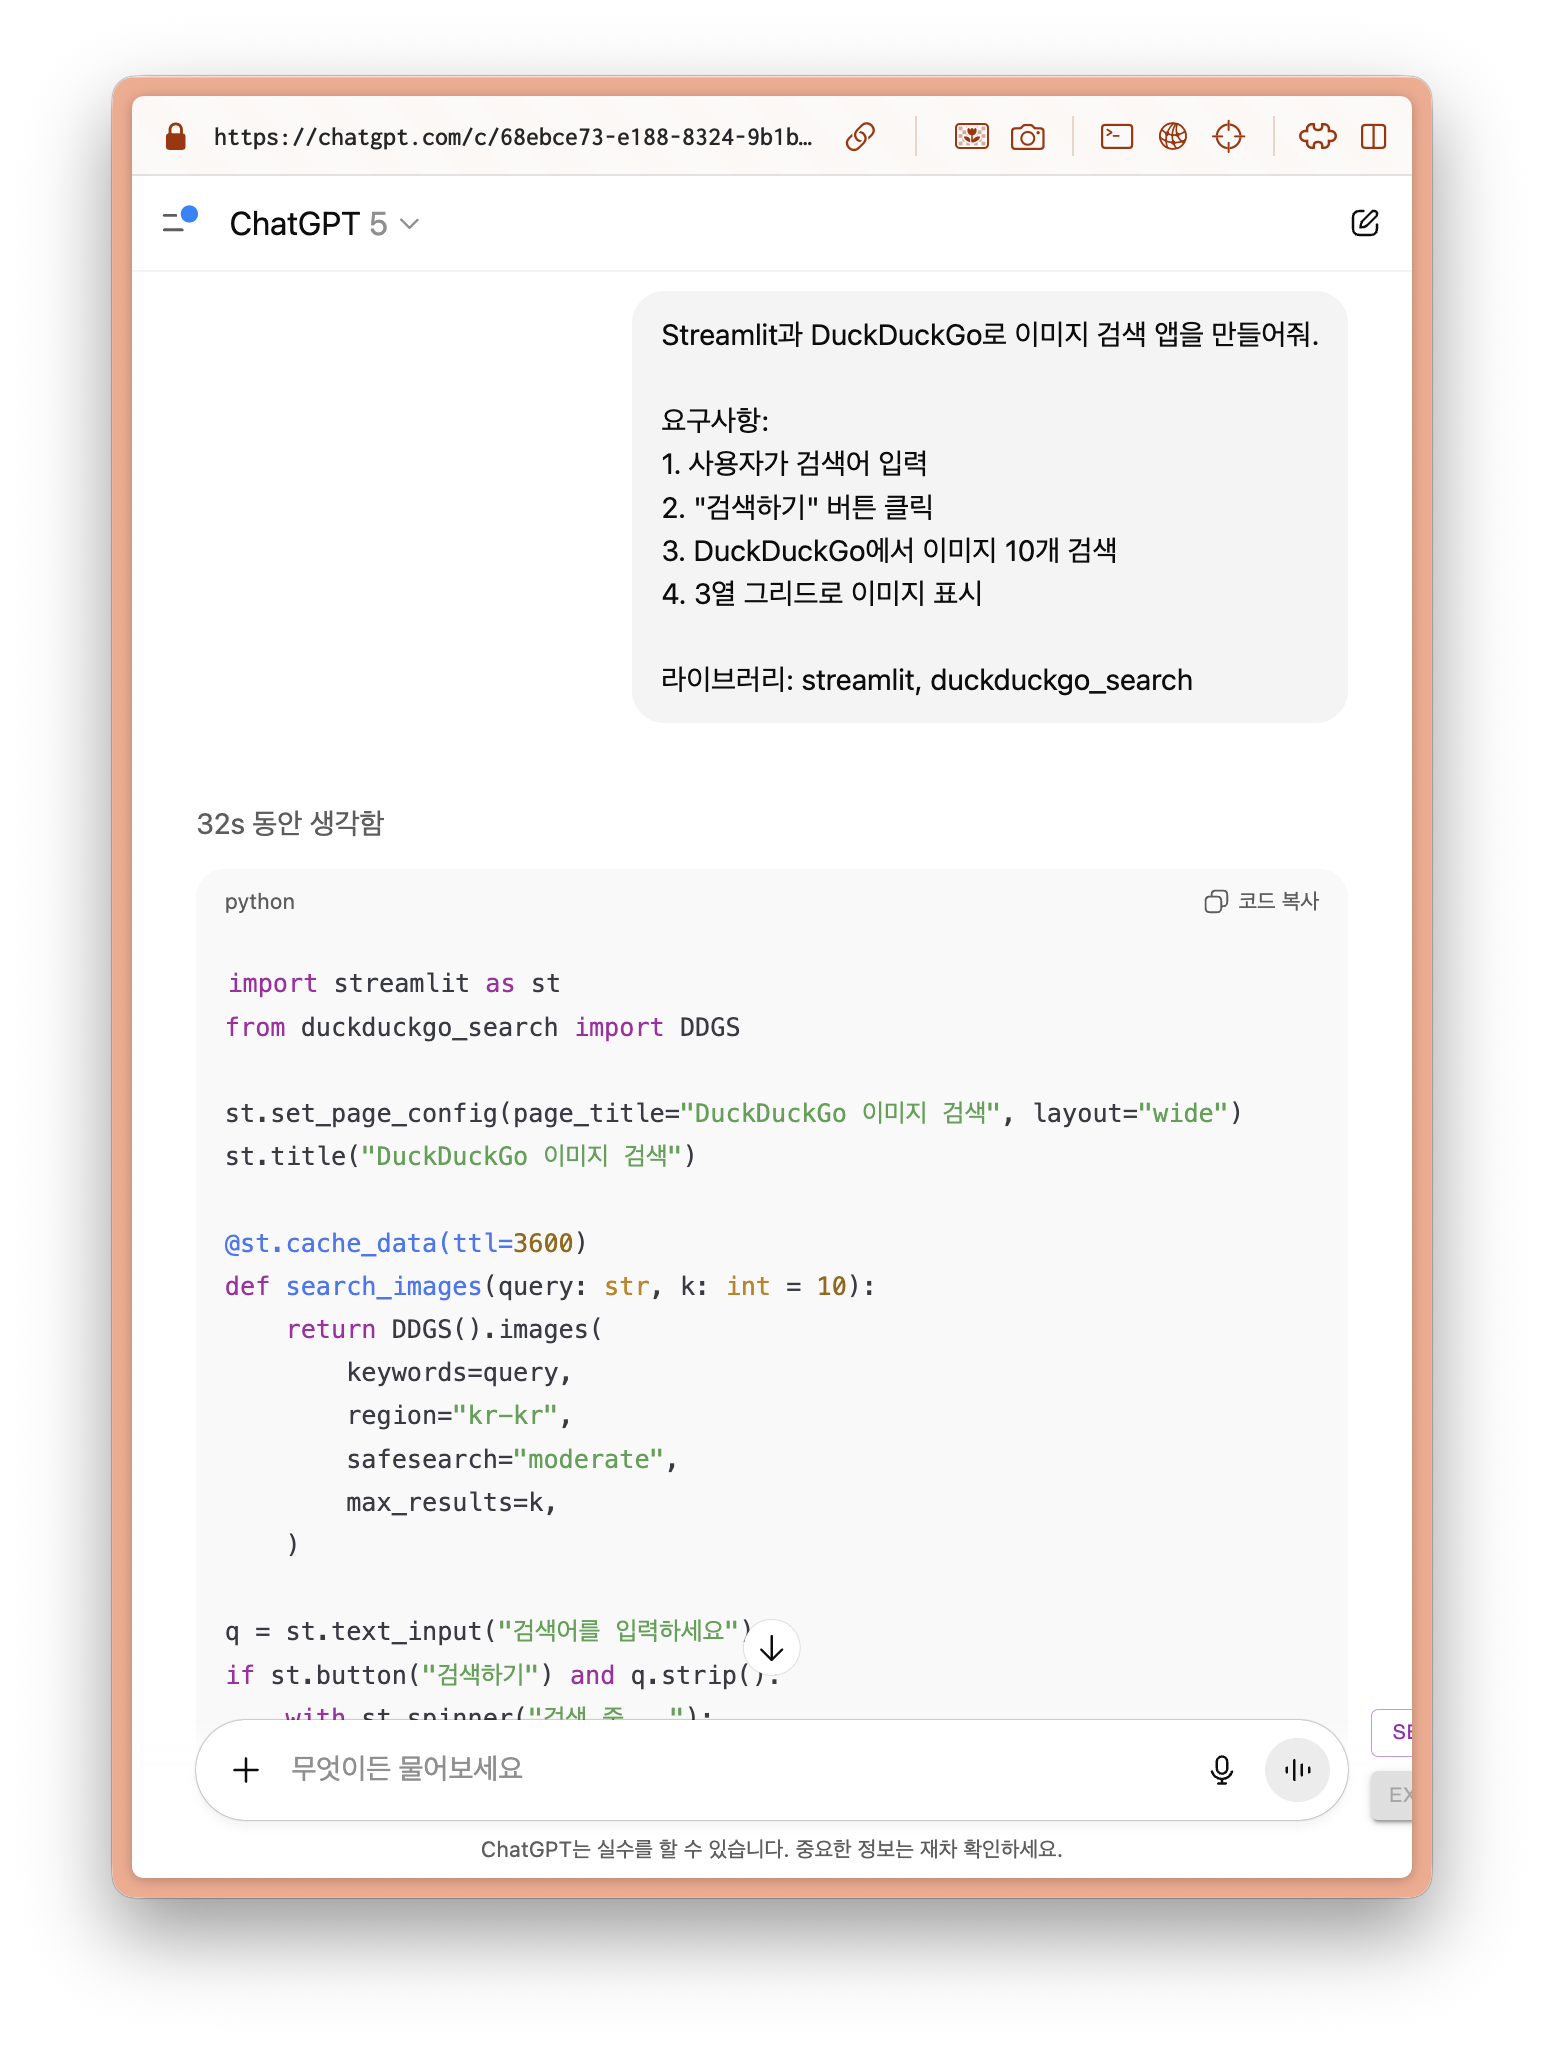 https://chatgpt.com/c/68ebce73-e188-8324-9b1b…
ChatGPT 5
Streamlit과 DuckDuckGo로 이미지 검색 앱을 만들어줘.
요구사항:
1. 사용자가 검색어 입력
2. "검색하기" 버튼 클릭
3. DuckDuckGo에서 이미지 10개 검색
4. 3열 그리드로 이미지 표시
라이브러리: streamlit, duckduckgo_search
32s 동안 생각함
python
코드 복사
import streamlit as st
from duckduckgo_search import DDGS
st.set_page_config(page_title="DuckDuckGo 이미지 검색", layout="wide")
st.title("DuckDuckGo 이미지 검색")
@st.cache_data(ttl=3600)
def search_images(query: str, k: int = 10):
    return DDGS().images(
        keywords=query,
        region="kr-kr",
        safesearch="moderate",
        max_results=k,
    )
q = st.text_input("검색어를 입력하세요")
if st.button("검색하기") and q.strip():
    with st.spinner("검색 중..."):
무엇이든 물어보세요
SE
EX
ChatGPT는 실수를 할 수 있습니다. 중요한 정보는 재차 확인하세요.